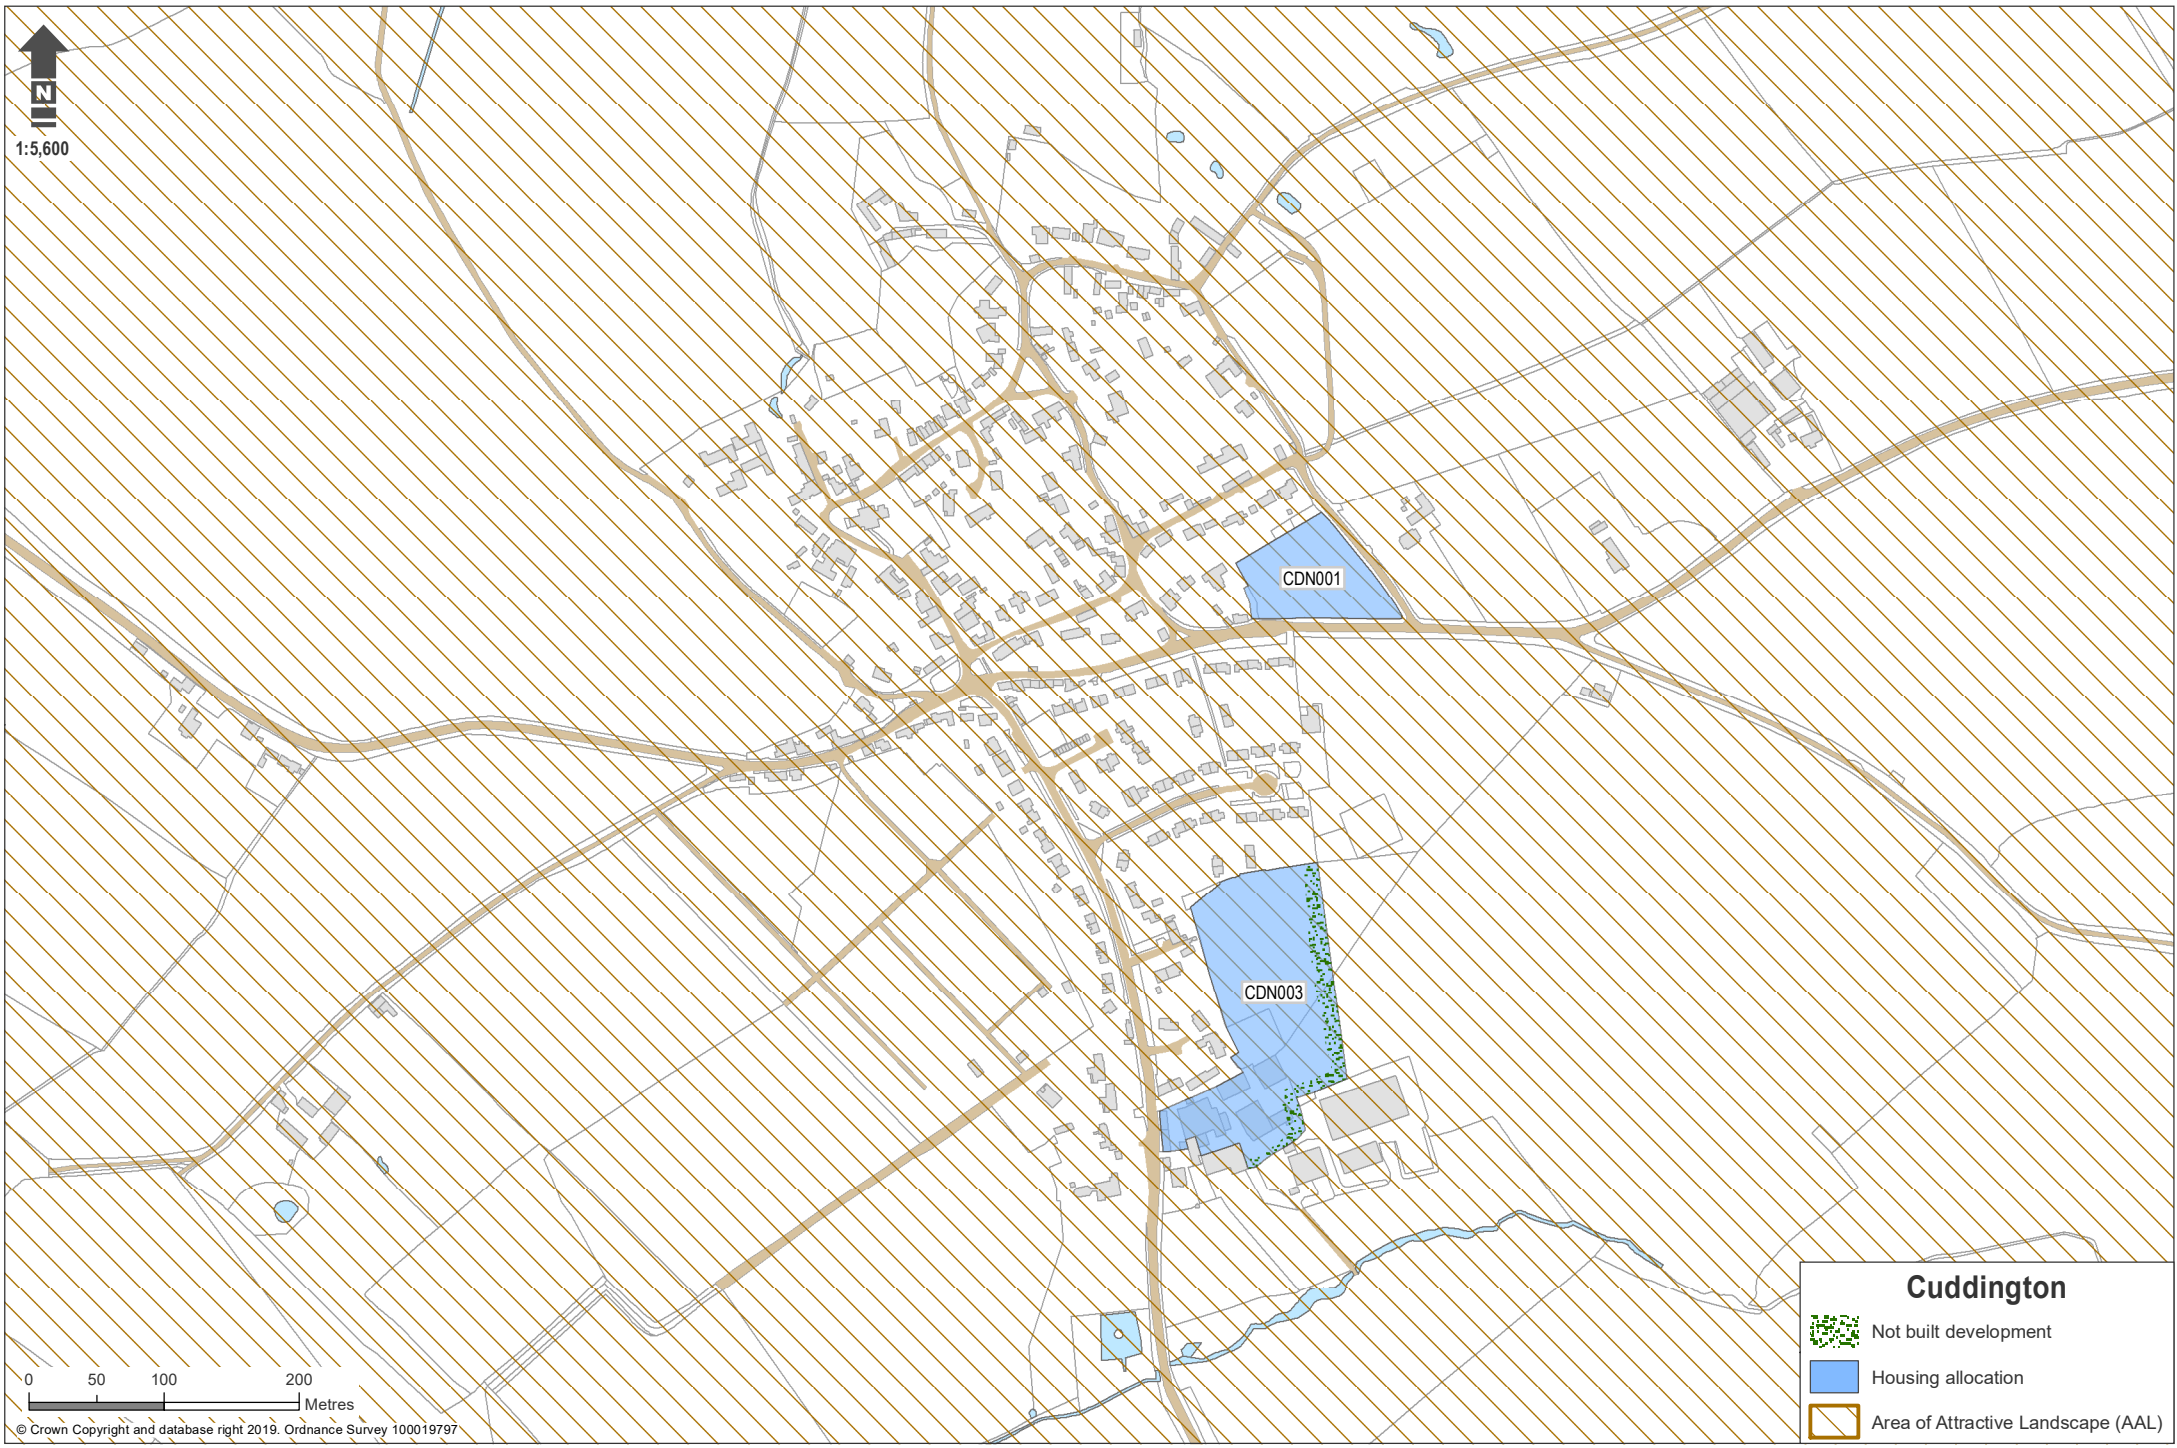 N
1:5,600
CDN001
CDN003
Cuddington
Not built development
Housing allocation
Area of Attractive Landscape (AAL)
0 50 100 200
Metres
© Crown Copyright and database right 2019. Ordnance Survey 100019797